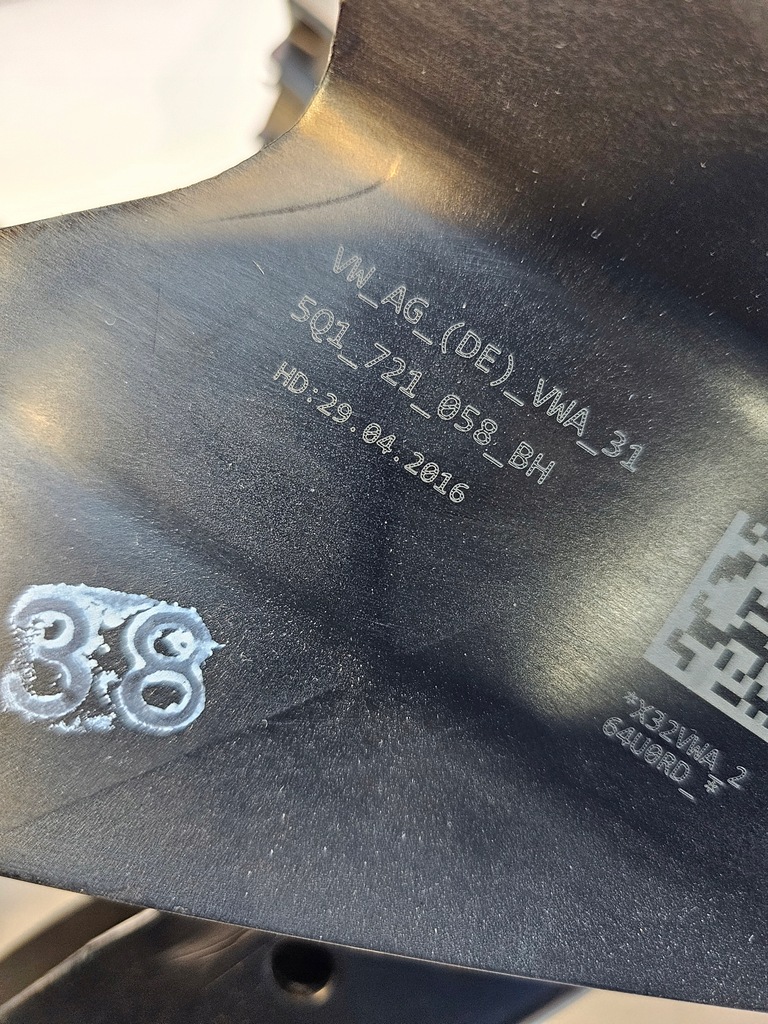 VW_AG_(DE)_VWA_31
5Q1_721_058_BH
HD:29.04.2016
38
*X32VWA_2
64U0RD_*